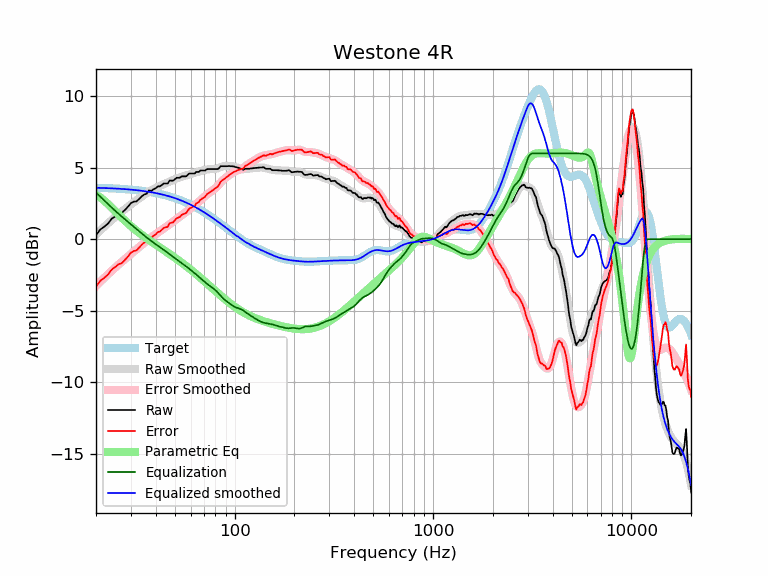 Westone 4R
10
5
0
−5
−10
−15
Amplitude (dBr)
Target
Raw Smoothed
Error Smoothed
Raw
Error
Parametric Eq
Equalization
Equalized smoothed
100
1000
10000
Frequency (Hz)